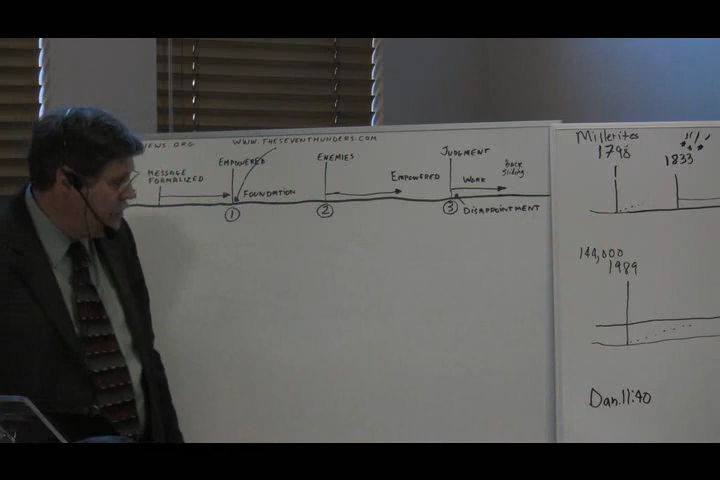 IEWS.ORG WWW.THESEVENTHUNDERS.COM
MESSAGE
FORMALIZED
EMPOWERED
FOUNDATION
①
ENEMIES
②
EMPOWERED
JUDGMENT
WORK
Back
Sliding
③
DISAPPOINTMENT
Millerites
1798
1833
144,000
1989
Dan.11:40